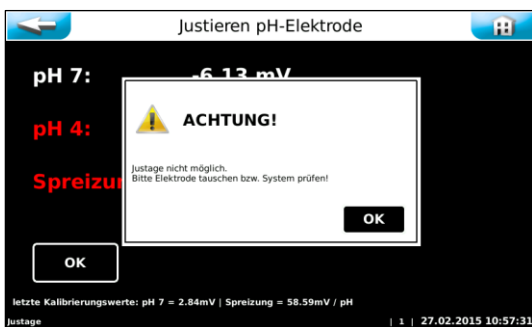 Justieren pH-Elektrode
pH 7: -6.13 mV
ACHTUNG!
pH 4:
Justage nicht möglich.
Bitte Elektrode tauschen bzw. System prüfen!
OK
OK
letzte Kalibrierungswerte: pH 7 = 2.84mV | Spreizung = 58.59mV / pH
Justage | 1 | 27.02.2015 10:57:31